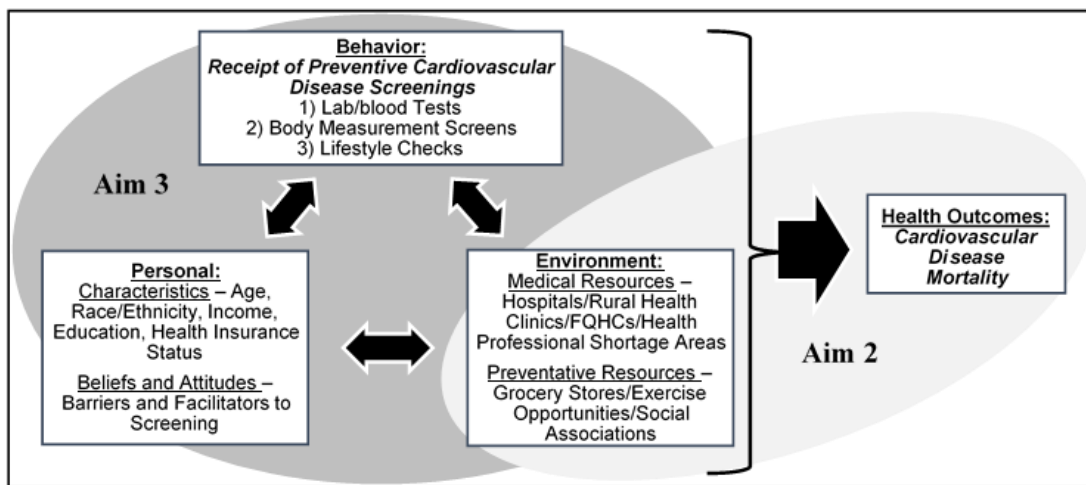 Behavior:
Receipt of Preventive Cardiovascular
Disease Screenings
1) Lab/blood Tests
2) Body Measurement Screens
3) Lifestyle Checks
Aim 3
Personal:
Characteristics – Age,
Race/Ethnicity, Income,
Education, Health Insurance
Status
Beliefs and Attitudes –
Barriers and Facilitators to
Screening
Environment:
Medical Resources –
Hospitals/Rural Health
Clinics/FQHCs/Health
Professional Shortage Areas
Preventative Resources –
Grocery Stores/Exercise
Opportunities/Social
Associations
Health Outcomes:
Cardiovascular
Disease
Mortality
Aim 2